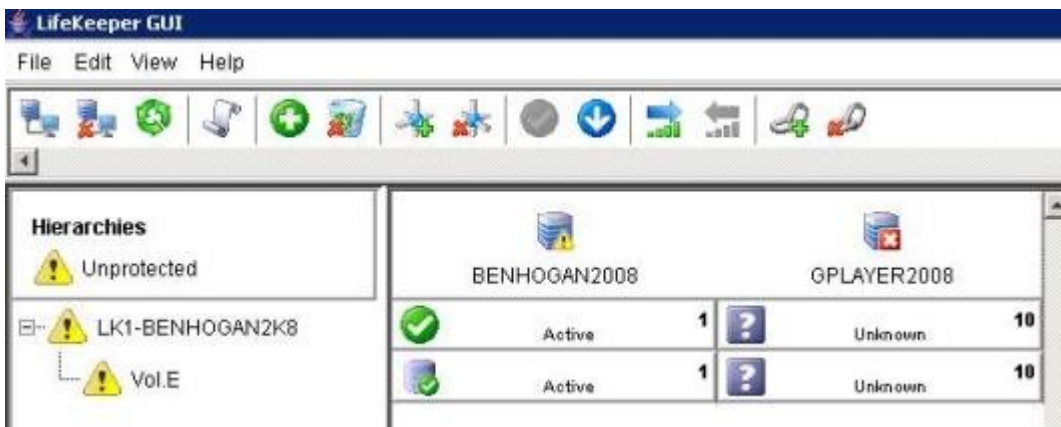 LifeKeeper GUI
File Edit View Help
Hierarchies
Unprotected
BENHOGAN2008 GPLAYER2008
LK1-BENHOGAN2K8 Active 1 Unknown 10
Vol.E Active 1 Unknown 10